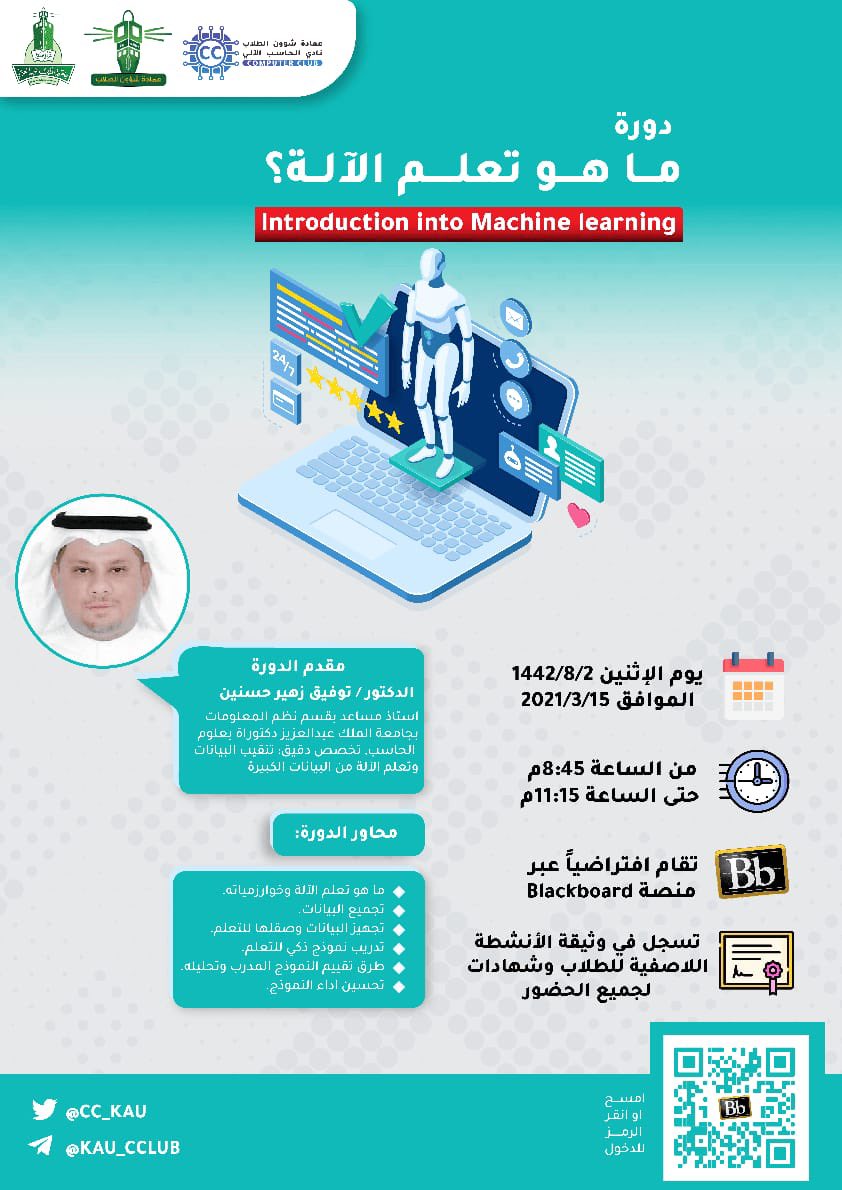 عمادة شؤون الطلاب
نادي الحاسب الآلي
COMPUTER CLUB
CC
عمادة شؤون الطلاب
دورة
ما هو تعلم الآلة؟
Introduction into Machine learning
24/7
مقدم الدورة
الدكتور / توفيق زهير حسنين
استاذ مساعد بقسم نظم المعلومات
بجامعة الملك عبدالعزيز دكتوراة بعلوم
الحاسب, تخصص دقيق: تنقيب البيانات
وتعلم الآلة من البيانات الكبيرة
محاور الدورة:
ما هو تعلم الآلة وخوارزمياته.
تجميع البيانات.
تجهيز البيانات وصقلها للتعلم.
تدريب نموذج ذكي للتعلم.
طرق تقييم النموذج المدرب وتحليله.
تحسين اداء النموذج.
يوم الإثنين 1442/8/2
الموافق 2021/3/15
من الساعة 8:45م
حتى الساعة 11:15م
تقام افتراضياً عبر
منصة Blackboard
Bb
تسجل في وثيقة الأنشطة
اللاصفية للطلاب وشهادات
لجميع الحضور
@CC_KAU
@KAU_CCLUB
امسح
او انقر
الرمز
للدخول
Bb